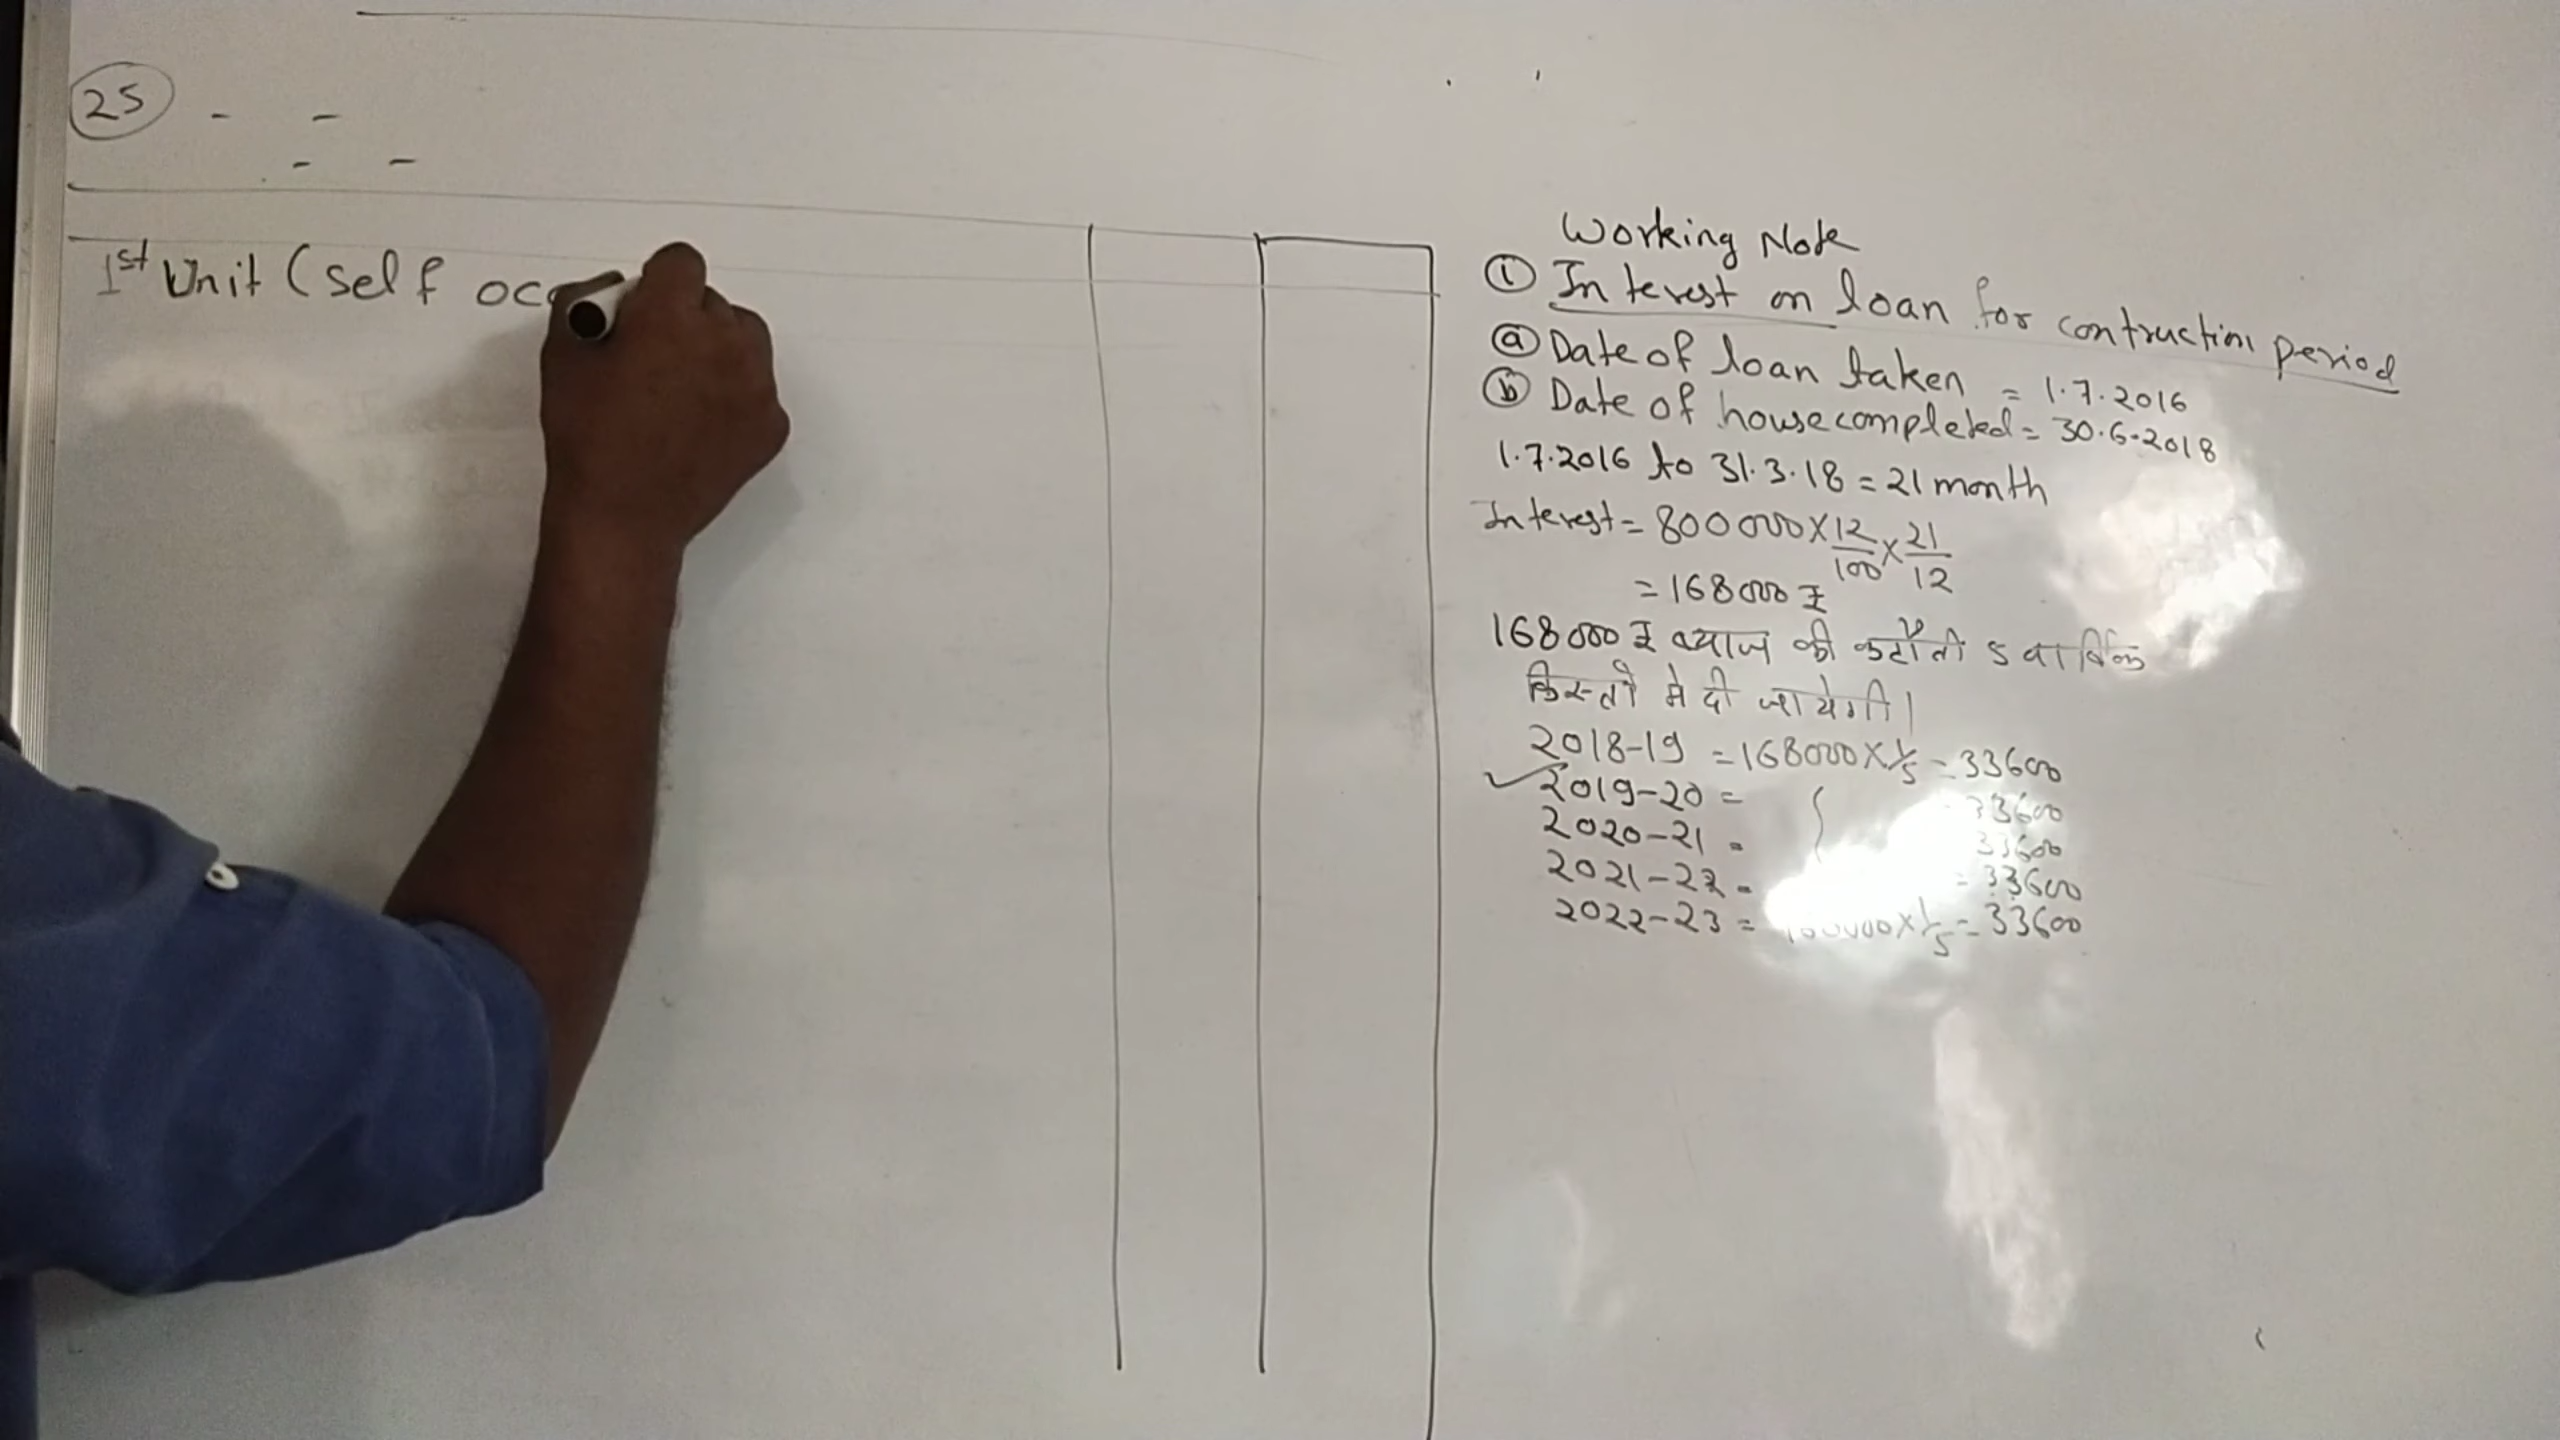 25 - -
- -
1st Unit (Self occ
Working Note
① Interest on loan for contruction period
ⓐ Date of loan taken = 1.7.2016
ⓑ Date of house completed = 30.6.2018
1.7.2016 to 31.3.18 = 21 month
Interest = 800000 × 12/100 × 21/12
= 168000 ₹
168000 ₹ ब्याज की कटौती 5 वार्षिक
किस्तों मे दी जायेगी।
2018-19 = 168000 × 1/5 = 33600
✓ 2019-20 = 33600
2020-21 = 33600
2021-22 = = 33600
2022-23 = × 1/5 = 33600